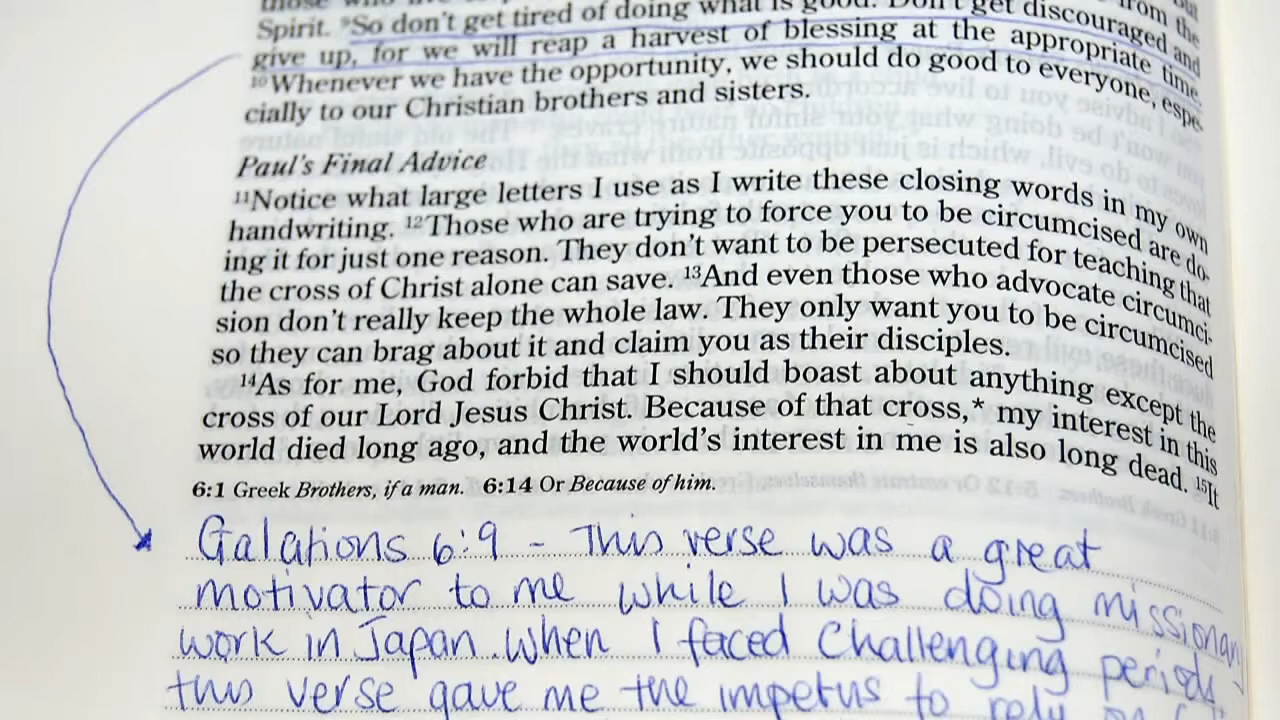 Spirit. ⁹So don't get tired of doing what is good. Don't get discouraged and
give up, for we will reap a harvest of blessing at the appropriate time.
¹⁰Whenever we have the opportunity, we should do good to everyone, espe-
cially to our Christian brothers and sisters.
Paul's Final Advice
¹¹Notice what large letters I use as I write these closing words in my own
handwriting. ¹²Those who are trying to force you to be circumcised are do-
ing it for just one reason. They don't want to be persecuted for teaching that
the cross of Christ alone can save. ¹³And even those who advocate circumci-
sion don't really keep the whole law. They only want you to be circumcised
so they can brag about it and claim you as their disciples.
¹⁴As for me, God forbid that I should boast about anything except the
cross of our Lord Jesus Christ. Because of that cross,* my interest in this
world died long ago, and the world's interest in me is also long dead. ¹⁵It
6:1 Greek Brothers, if a man. 6:14 Or Because of him.
Galations 6:9 - This verse was a great
motivator to me while I was doing missionary
work in Japan. When I faced challenging periods,
this verse gave me the impetus to rely on